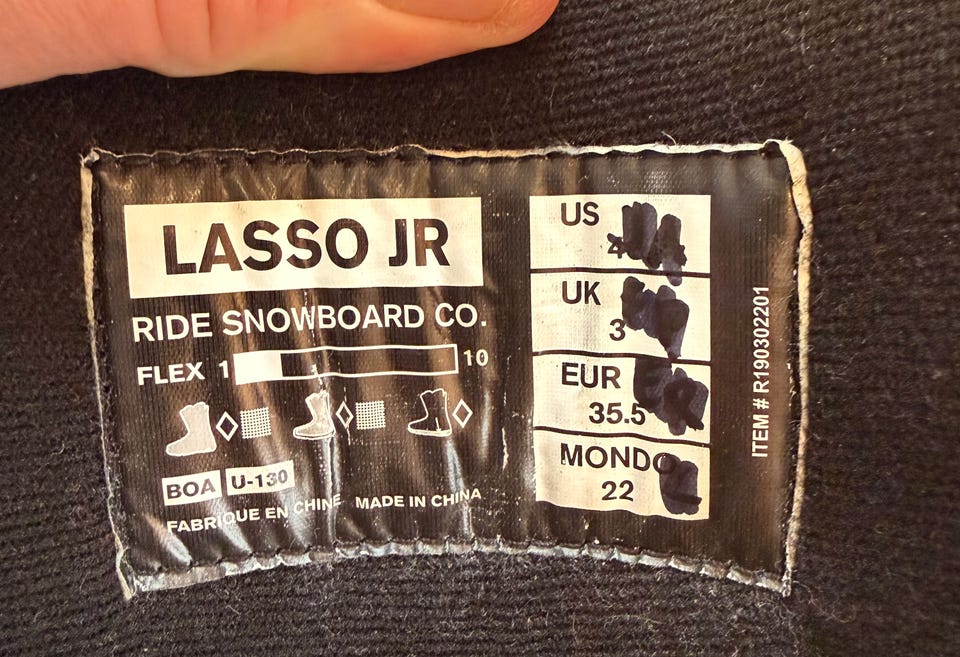 LASSO JR
RIDE SNOWBOARD CO.
FLEX 1 10
BOA U-130
FABRIQUE EN CHINE MADE IN CHINA
US
4
UK
3
EUR
35.5
MONDO
22
ITEM # R190302201